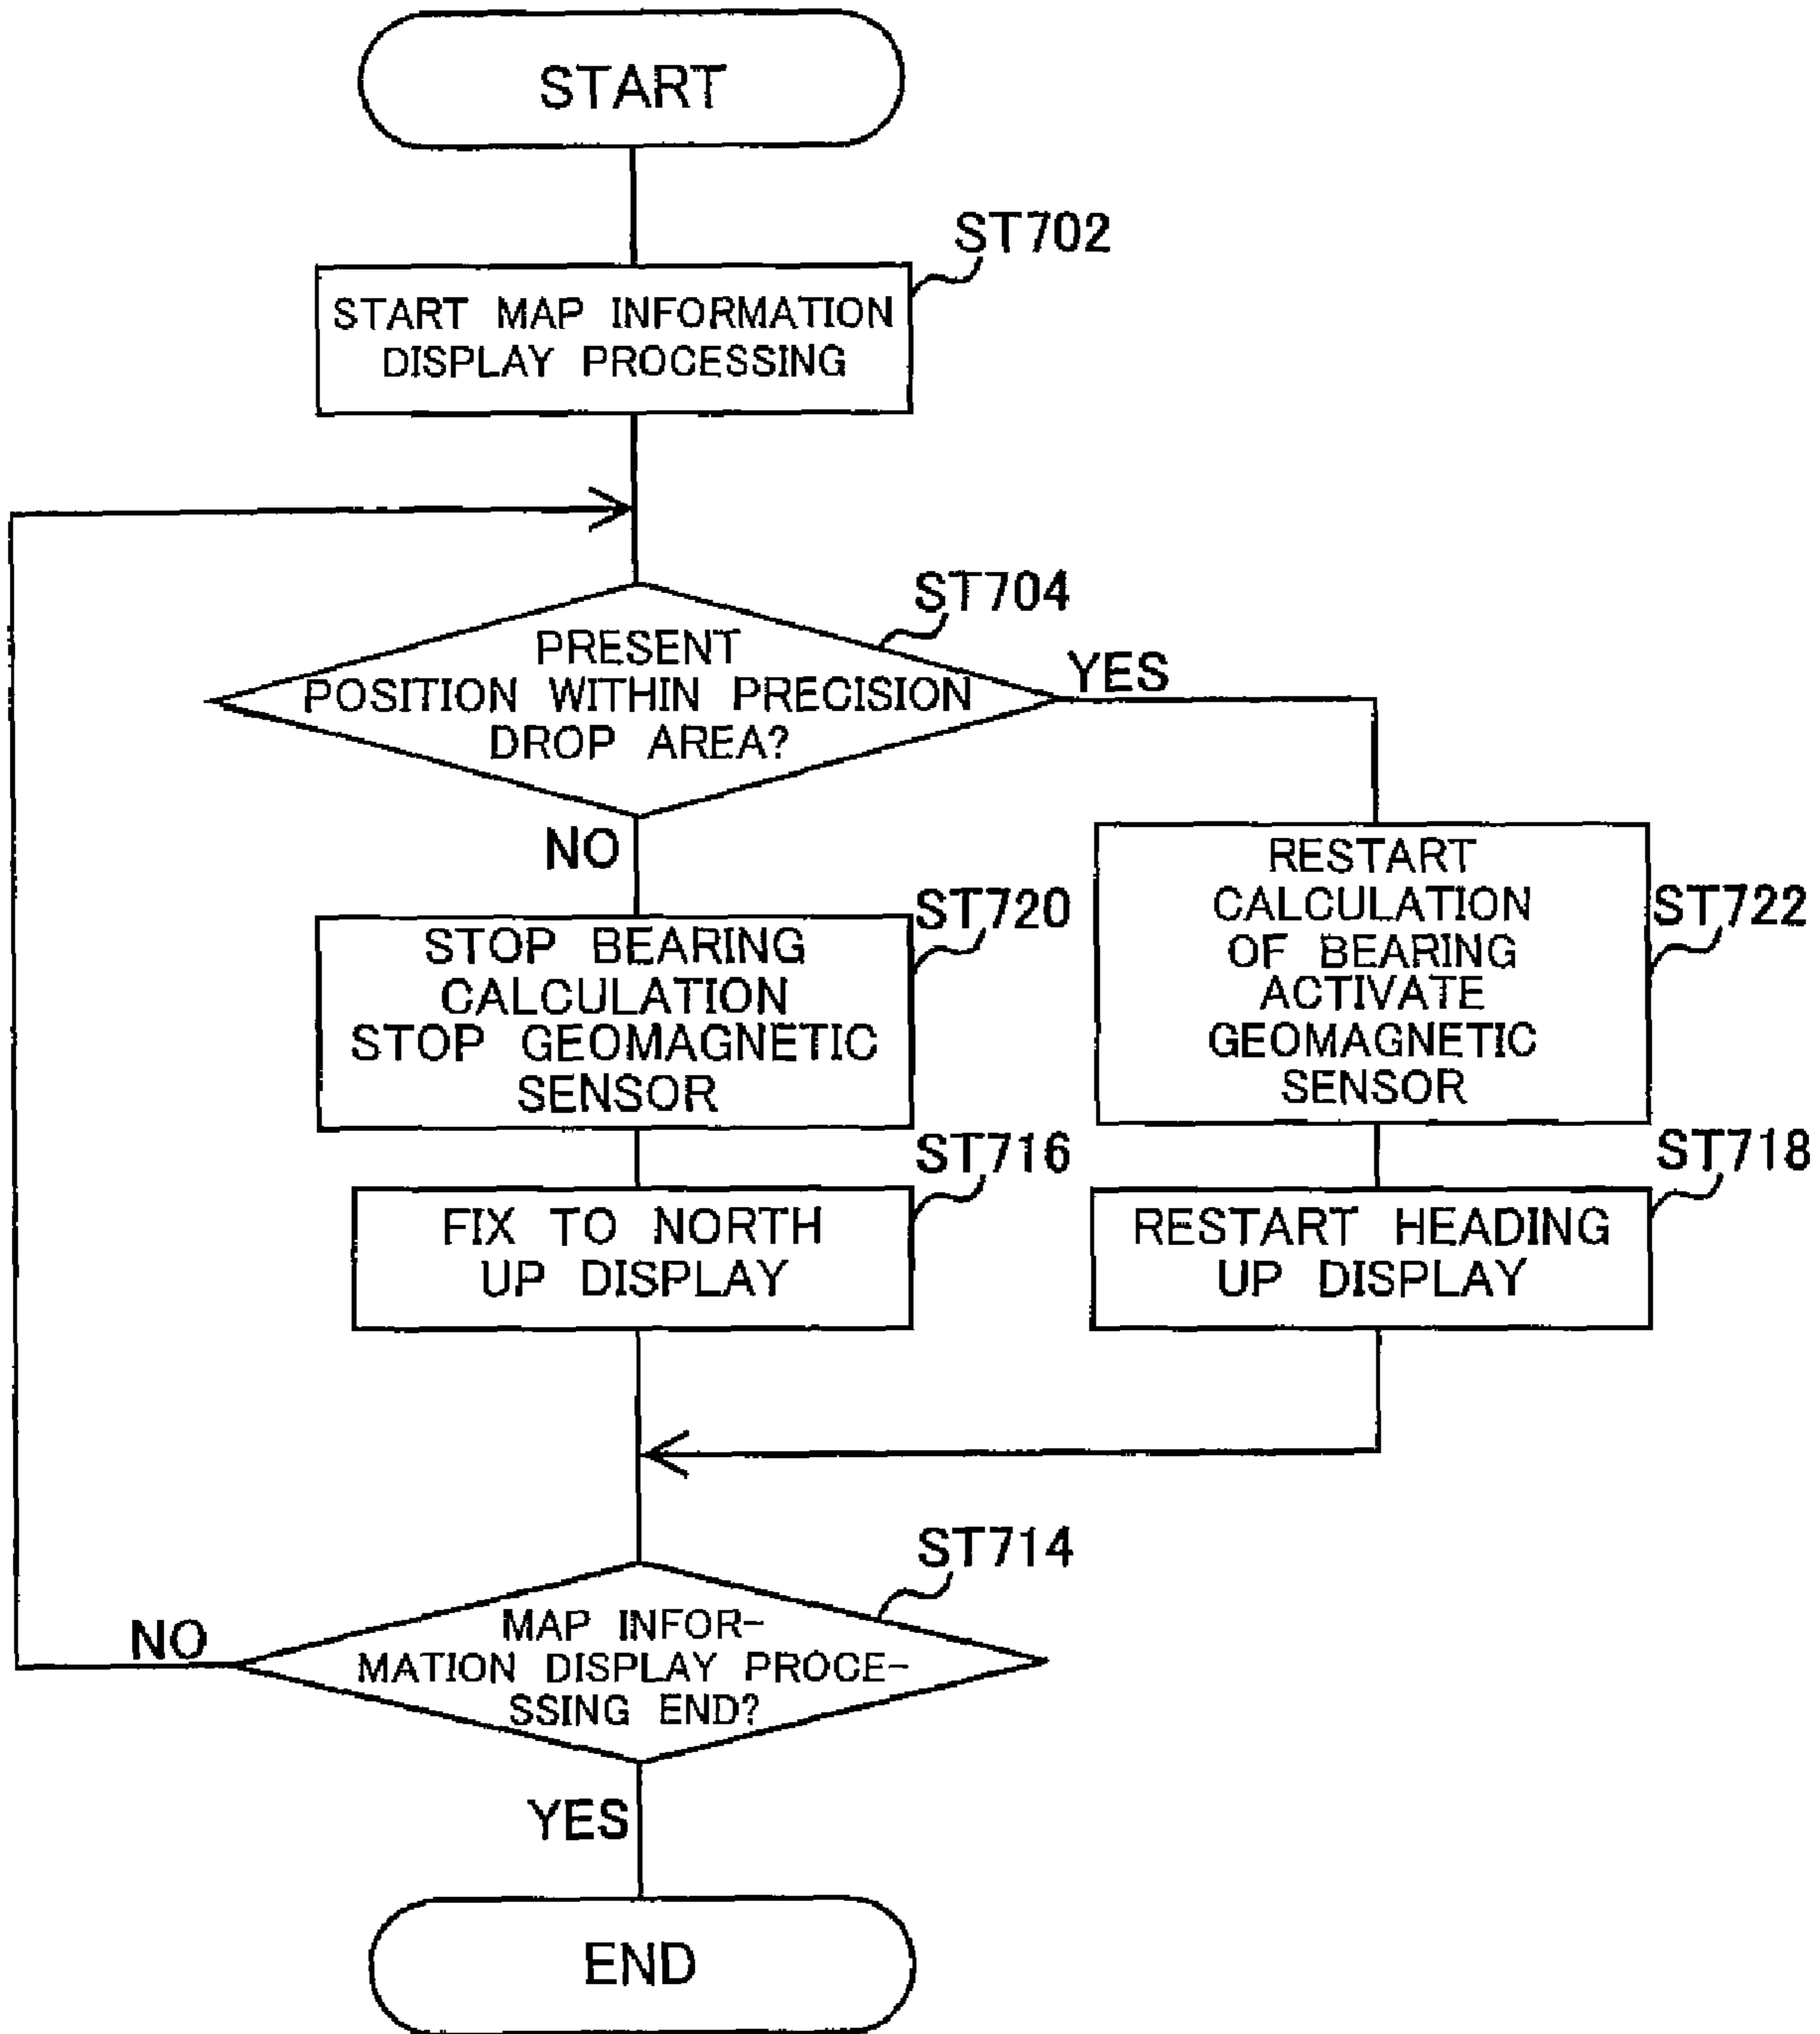 START
ST702
START MAP INFORMATION
DISPLAY PROCESSING
ST704
PRESENT
POSITION WITHIN PRECISION
DROP AREA?
YES
NO
ST720
STOP BEARING
CALCULATION
STOP GEOMAGNETIC
SENSOR
ST722
RESTART
CALCULATION
OF BEARING
ACTIVATE
GEOMAGNETIC
SENSOR
ST716
FIX TO NORTH
UP DISPLAY
ST718
RESTART HEADING
UP DISPLAY
ST714
MAP INFOR-
MATION DISPLAY PROCE-
SSING END?
NO
YES
END